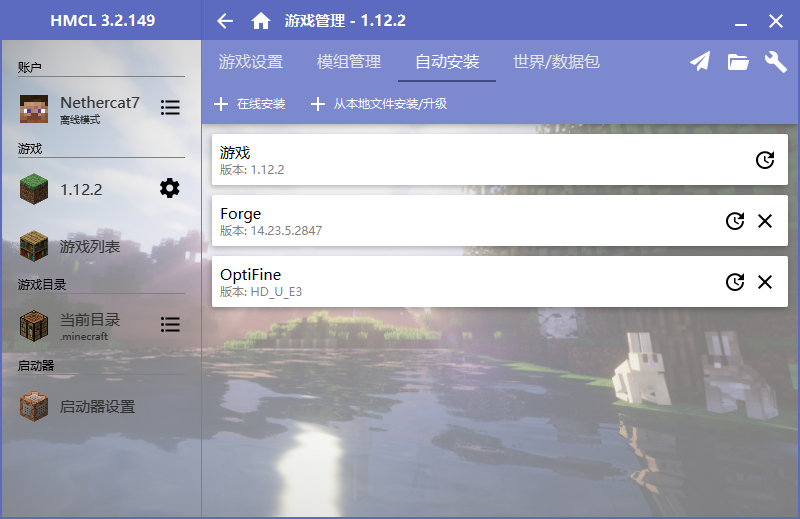 HMCL 3.2.149
游戏管理 - 1.12.2
账户
Nethercat7
离线模式
游戏
1.12.2
游戏列表
游戏目录
当前目录
.minecraft
启动器
启动器设置
游戏设置 模组管理 自动安装 世界/数据包
在线安装 从本地文件安装/升级
游戏
版本: 1.12.2
Forge
版本: 14.23.5.2847
OptiFine
版本: HD_U_E3